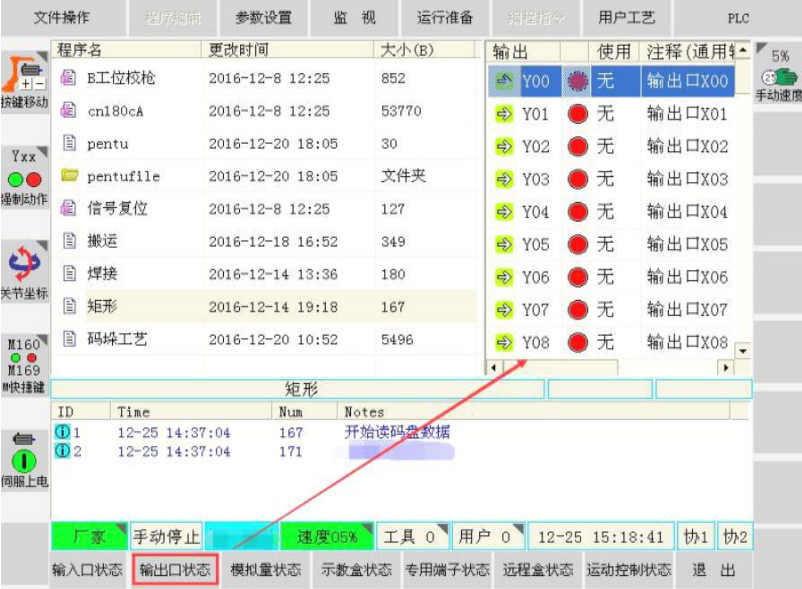 文件操作 程序编辑 参数设置 监 视 运行准备 编程指令 用户工艺 PLC
程序名 更改时间 大小(B)
B工位校枪 2016-12-8 12:25 852
cn180cA 2016-12-8 12:25 53770
pentu 2016-12-20 18:05 30
pentufile 2016-12-20 18:05 文件夹
信号复位 2016-12-8 12:25 127
搬运 2016-12-18 16:52 349
焊接 2016-12-14 13:36 180
矩形 2016-12-14 19:18 167
码垛工艺 2016-12-20 10:52 5496
输出 使用 注释(通用
Y00 无 输出口X00
Y01 无 输出口X01
Y02 无 输出口X02
Y03 无 输出口X03
Y04 无 输出口X04
Y05 无 输出口X05
Y06 无 输出口X06
Y07 无 输出口X07
Y08 无 输出口X08
按键移动
Yxx
强制动作
关节坐标
M160
M169
M快捷键
伺服上电
5%
手动速度
矩形
ID Time Num Notes
1 12-25 14:37:04 167 开始读码盘数据
2 12-25 14:37:04 171
厂家 手动停止 速度05% 工具 0 用户 0 12-25 15:18:41 协1 协2
输入口状态 输出口状态 模拟量状态 示教盒状态 专用端子状态 远程盒状态 运动控制状态 退 出